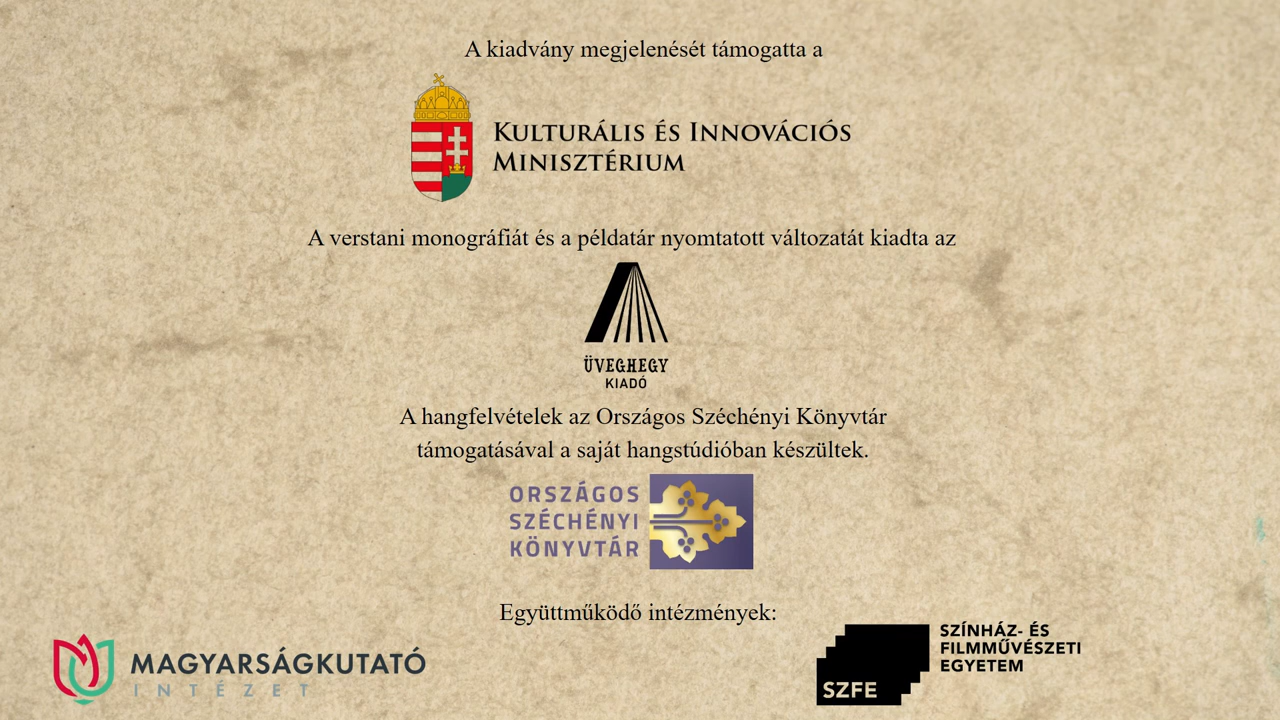 A kiadvány megjelenését támogatta a
KULTURÁLIS ÉS INNOVÁCIÓS
MINISZTÉRIUM
A verstani monográfiát és a példatár nyomtatott változatát kiadta az
ÜVEGHEGY
KIADÓ
A hangfelvételek az Országos Széchényi Könyvtár
támogatásával a saját hangstúdióban készültek.
ORSZÁGOS
SZÉCHÉNYI
KÖNYVTÁR
Együttműködő intézmények:
MAGYARSÁGKUTATÓ
INTÉZET
SZFE
SZÍNHÁZ- ÉS
FILMMŰVÉSZETI
EGYETEM